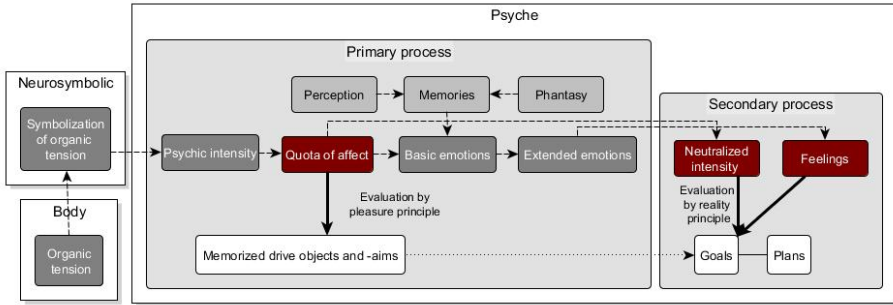 Psyche
Primary process
Neurosymbolic
Perception
Memories
Phantasy
Secondary process
Symbolization
of organic
tension
Psychic intensity
Quota of affect
Basic emotions
Extended emotions
Neutralized
intensity
Feelings
Evaluation by
pleasure principle
Evaluation
by reality
principle
Body
Organic
tension
Memorized drive objects and -aims
Goals
Plans